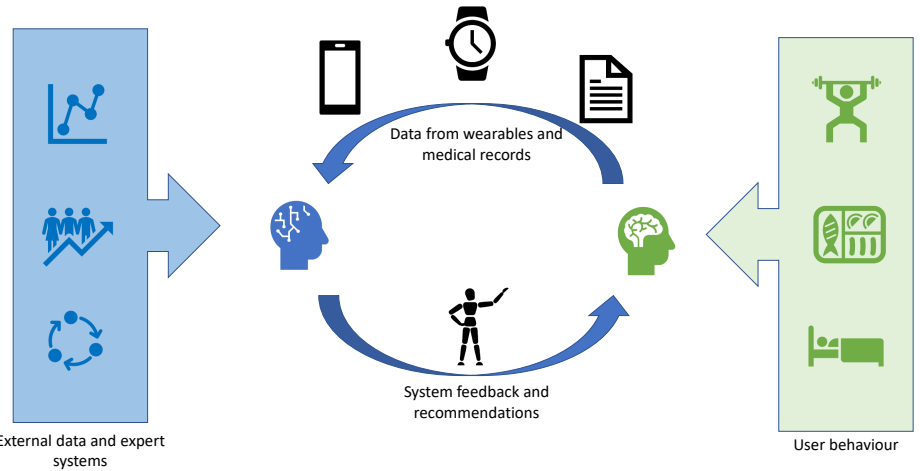 Data from wearables and
medical records
System feedback and
recommendations
External data and expert
systems
User behaviour